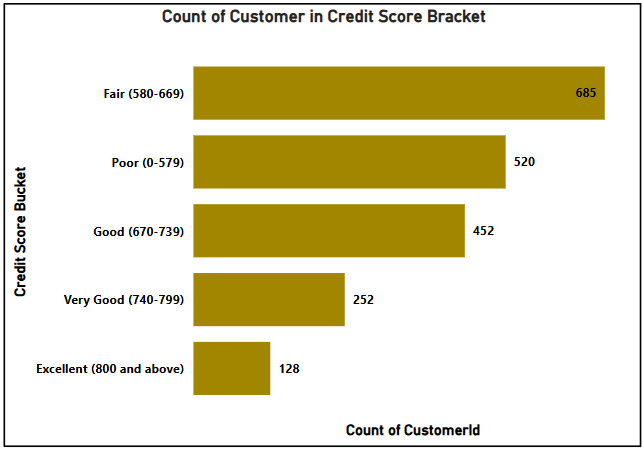 Count of Customer in Credit Score Bracket
Credit Score Bucket
Fair (580-669)
685
Poor (0-579)
520
Good (670-739)
452
Very Good (740-799)
252
Excellent (800 and above)
128
Count of CustomerId